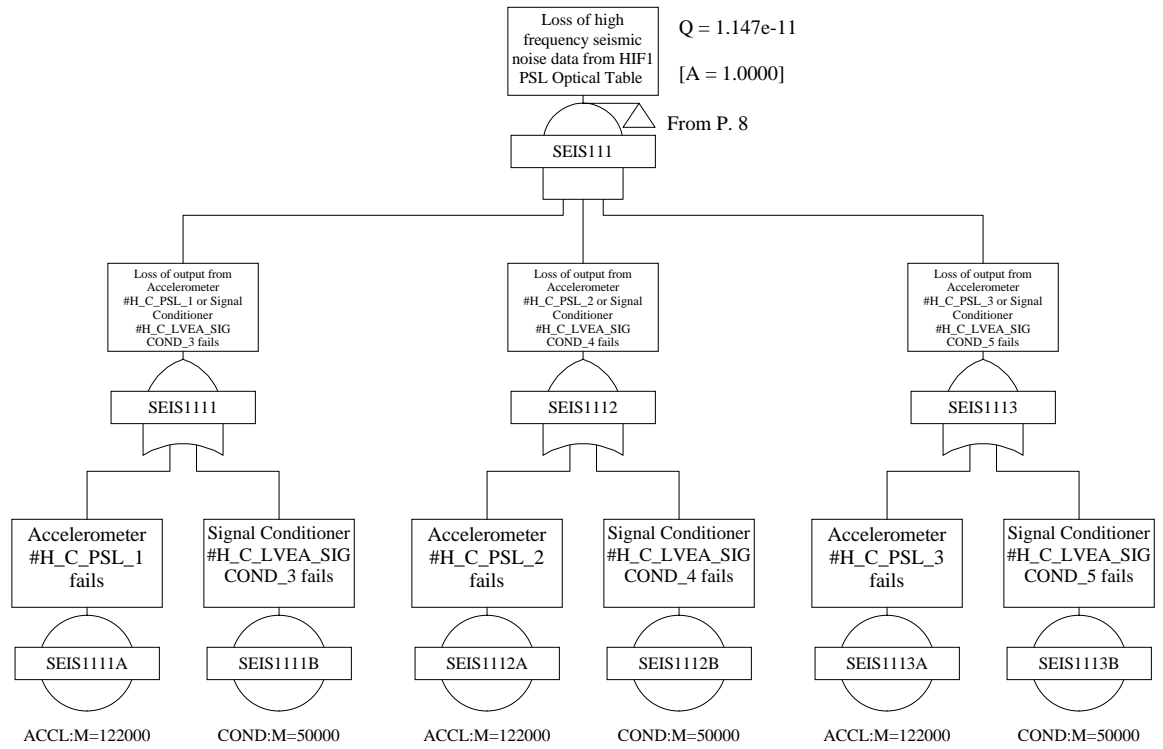 Loss of high
frequency seismic
noise data from HIF1
PSL Optical Table
Q = 1.147e-11
[A = 1.0000]
From P. 8
SEIS111
Loss of output from
Accelerometer
#H_C_PSL_1 or Signal
Conditioner
#H_C_LVEA_SIG
COND_3 fails
SEIS1111
Loss of output from
Accelerometer
#H_C_PSL_2 or Signal
Conditioner
#H_C_LVEA_SIG
COND_4 fails
SEIS1112
Loss of output from
Accelerometer
#H_C_PSL_3 or Signal
Conditioner
#H_C_LVEA_SIG
COND_5 fails
SEIS1113
Accelerometer
#H_C_PSL_1
fails
SEIS1111A
ACCL:M=122000
Signal Conditioner
#H_C_LVEA_SIG
COND_3 fails
SEIS1111B
COND:M=50000
Accelerometer
#H_C_PSL_2
fails
SEIS1112A
ACCL:M=122000
Signal Conditioner
#H_C_LVEA_SIG
COND_4 fails
SEIS1112B
COND:M=50000
Accelerometer
#H_C_PSL_3
fails
SEIS1113A
ACCL:M=122000
Signal Conditioner
#H_C_LVEA_SIG
COND_5 fails
SEIS1113B
COND:M=50000